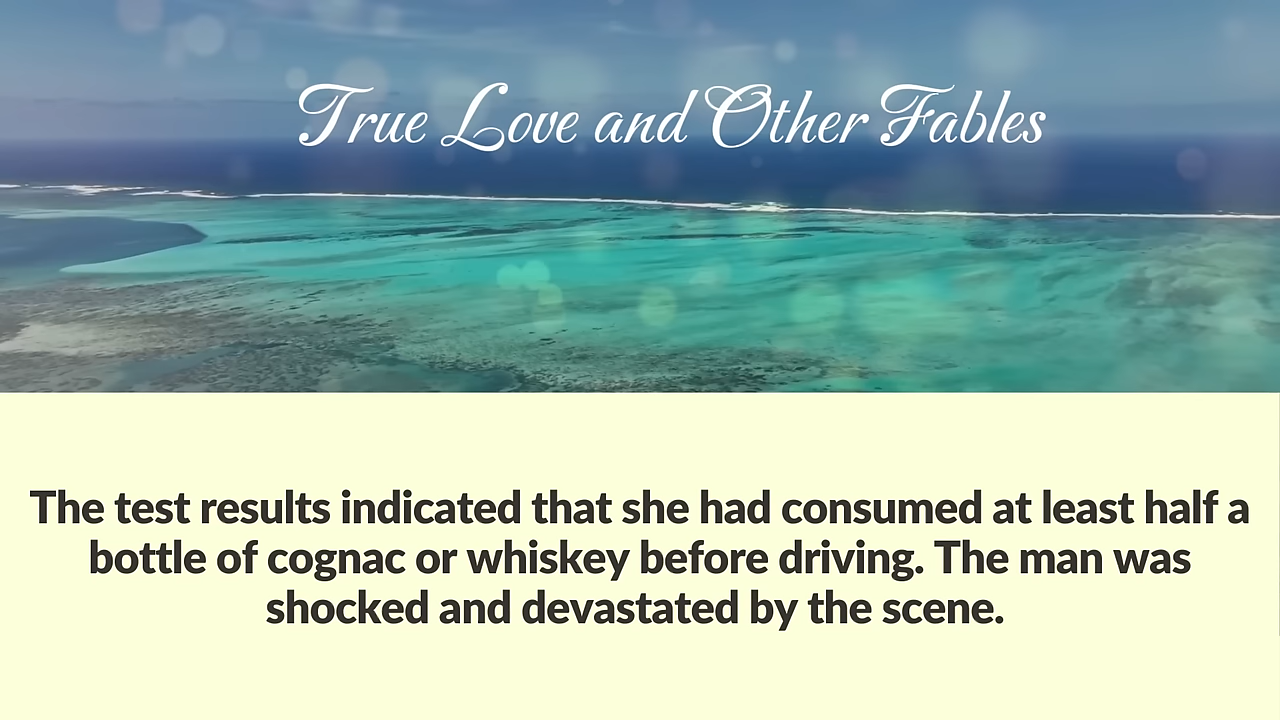 True Love and Other Fables
The test results indicated that she had consumed at least half a
bottle of cognac or whiskey before driving. The man was
shocked and devastated by the scene.